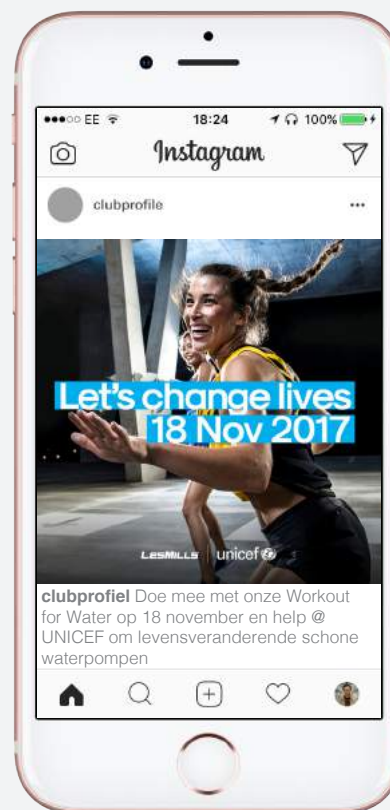 EE 18:24 100%
Instagram
clubprofile
Let's change lives
18 Nov 2017
LESMILLS unicef
clubprofiel Doe mee met onze Workout
for Water op 18 november en help @
UNICEF om levensveranderende schone
waterpompen